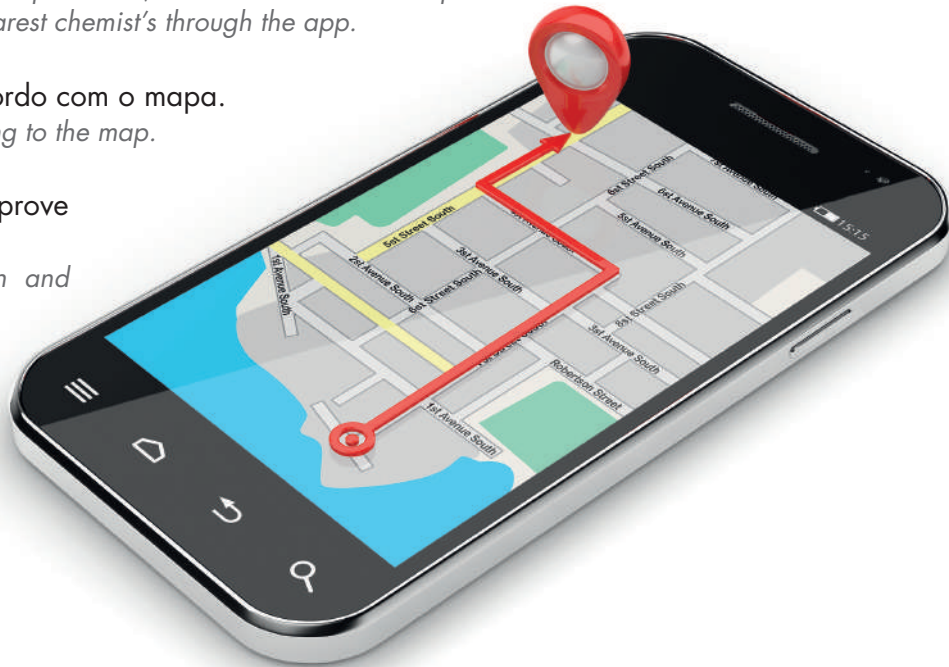 arest chemist's through the app.
ordo com o mapa.
ng to the map.
prove
n and
15:15
6st Street South
6st Avenue South
5st Street South
1st Avenue South
2st Avenue South
3st Avenue South
6st Street South
8st Street South
3st Avenue South
Robertson Street
1st Avenue South